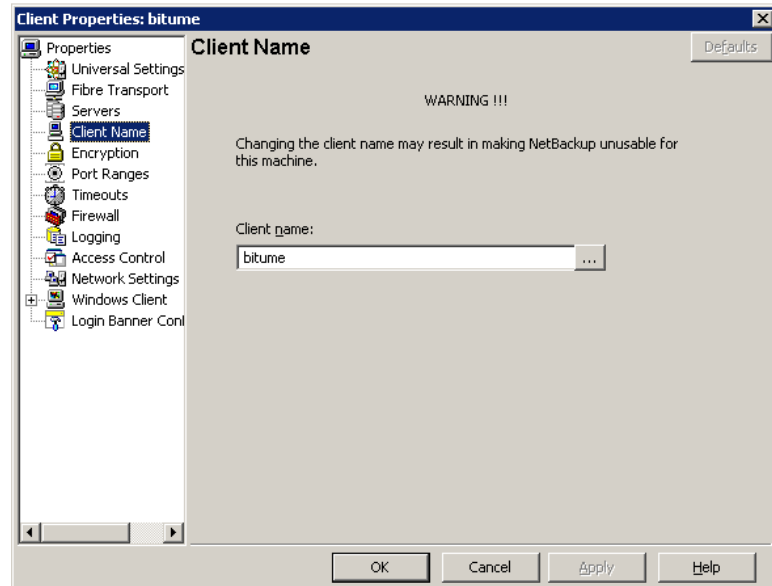 Client Properties: bitume
Properties
Universal Settings
Fibre Transport
Servers
Client Name
Encryption
Port Ranges
Timeouts
Firewall
Logging
Access Control
Network Settings
Windows Client
Login Banner Conf
Client Name
Defaults
WARNING !!!
Changing the client name may result in making NetBackup unusable for
this machine.
Client name:
bitume
...
OK
Cancel
Apply
Help